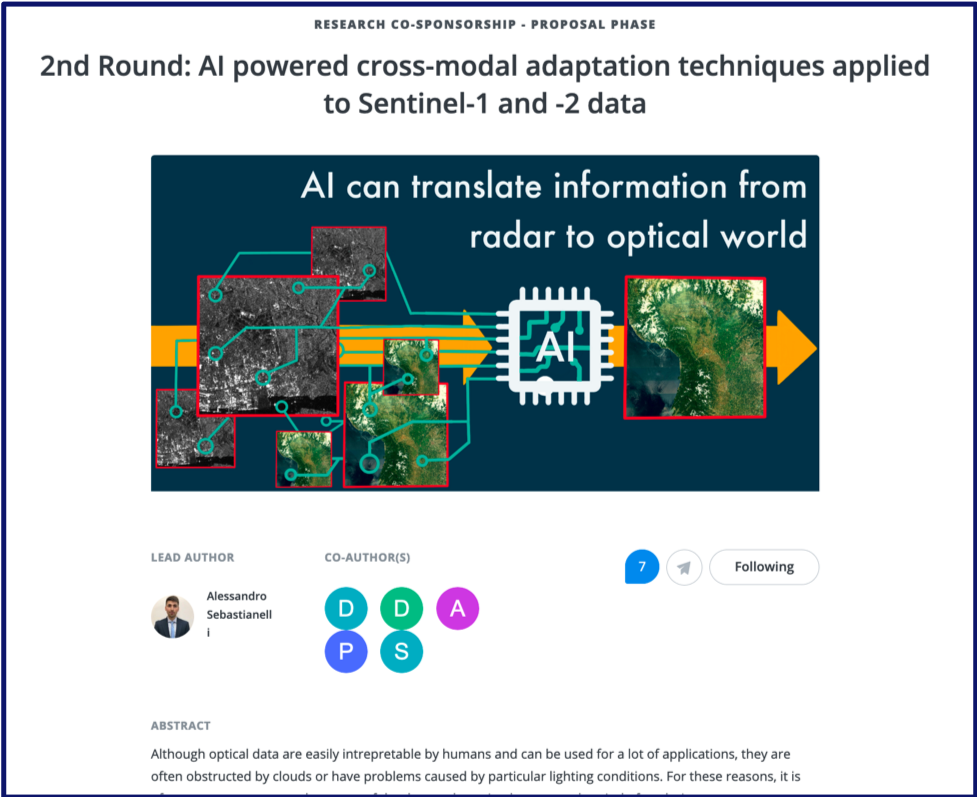 RESEARCH CO-SPONSORSHIP - PROPOSAL PHASE
2nd Round: AI powered cross-modal adaptation techniques applied
to Sentinel-1 and -2 data
AI can translate information from
radar to optical world
AI
LEAD AUTHOR
CO-AUTHOR(S)
7
Following
Alessandro
Sebastianell
i
D D A
P S
ABSTRACT
Although optical data are easily intrepretable by humans and can be used for a lot of applications, they are
often obstructed by clouds or have problems caused by particular lighting conditions. For these reasons, it is